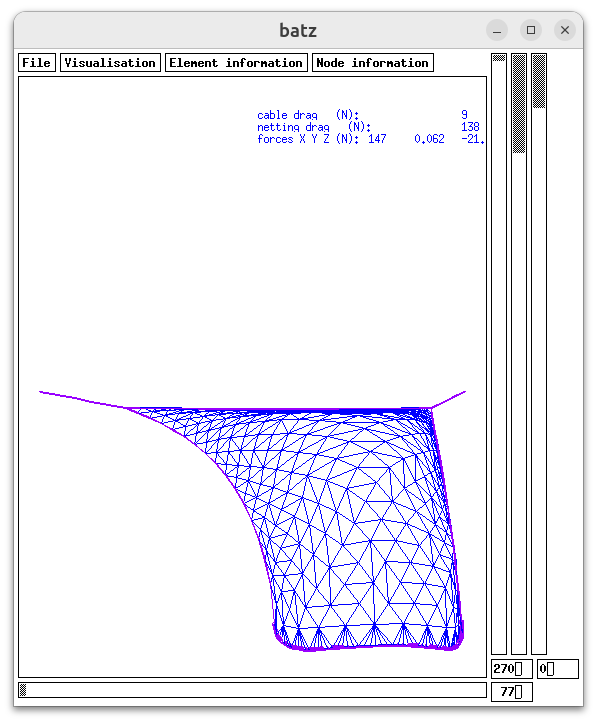 batz
File Visualisation Element information Node information
cable drag (N): 9
netting drag (N): 138
forces X Y Z (N): 147 0.062 -21.
270 0
77